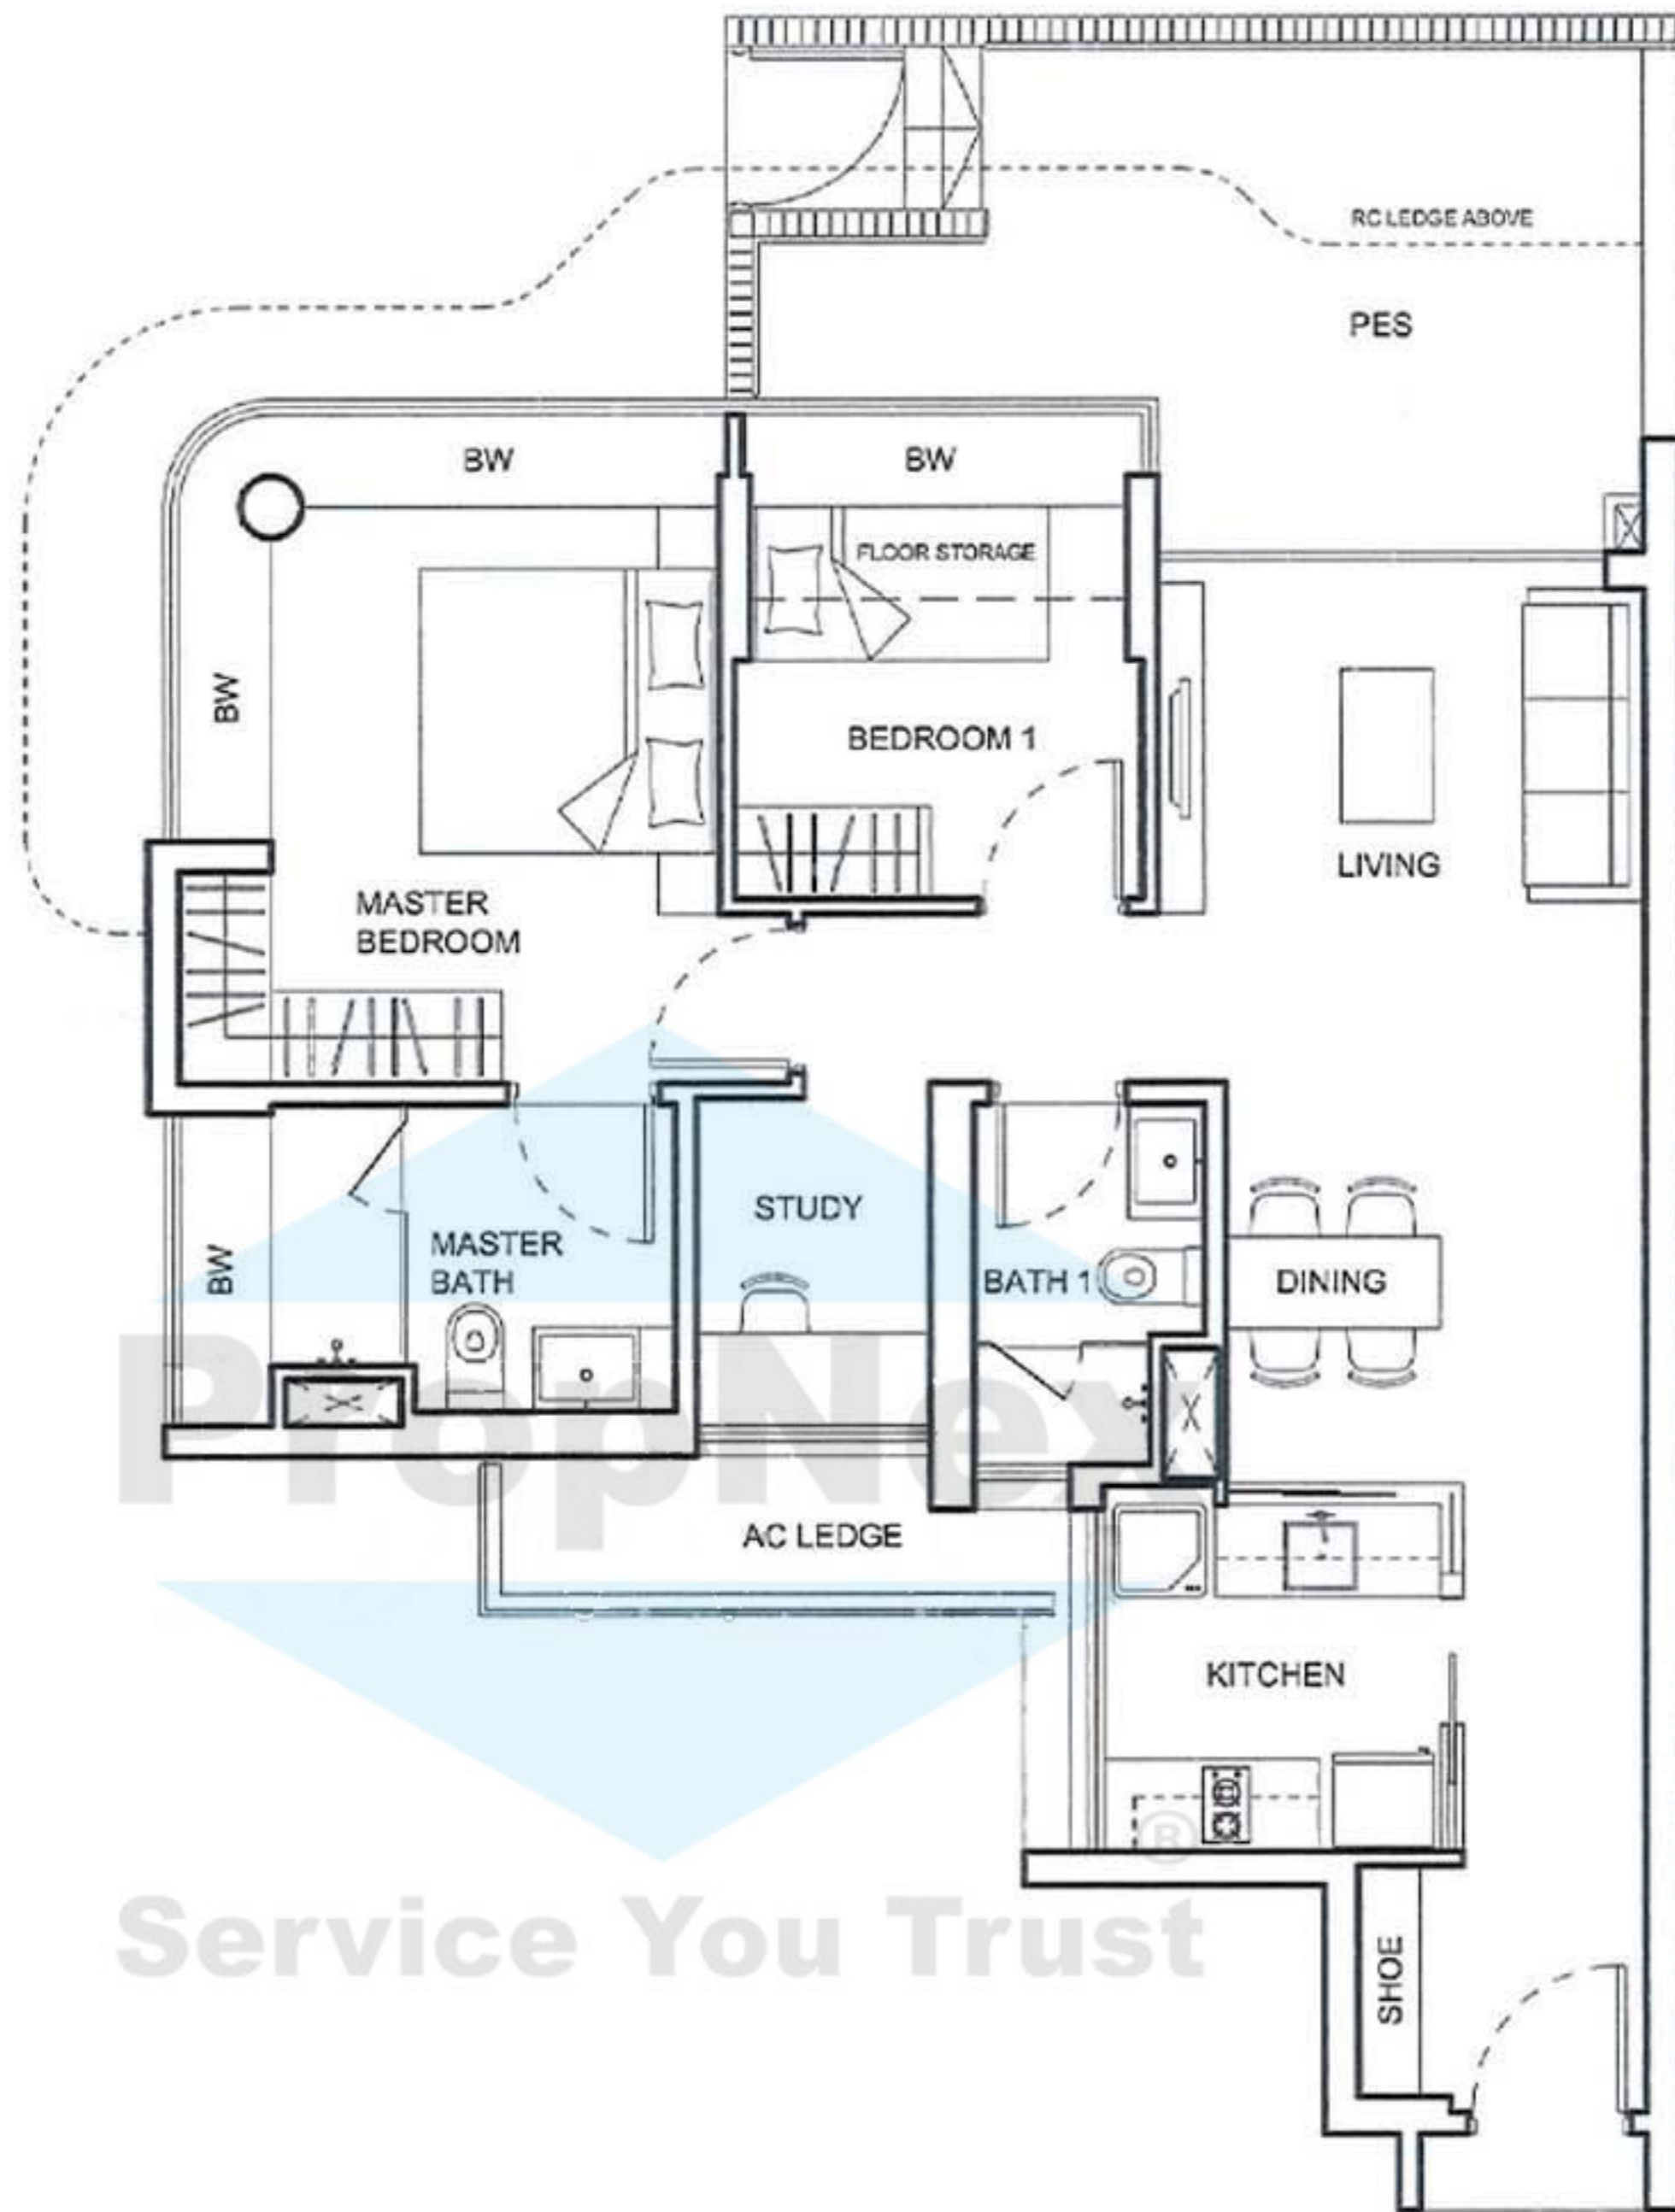 RC LEDGE ABOVE
PES
BW
BW
FLOOR STORAGE
BW
BEDROOM 1
LIVING
MASTER
BEDROOM
STUDY
MASTER
BATH
BW
BATH 1
DINING
PropNex
AC LEDGE
KITCHEN
®
Service You Trust
SHOE